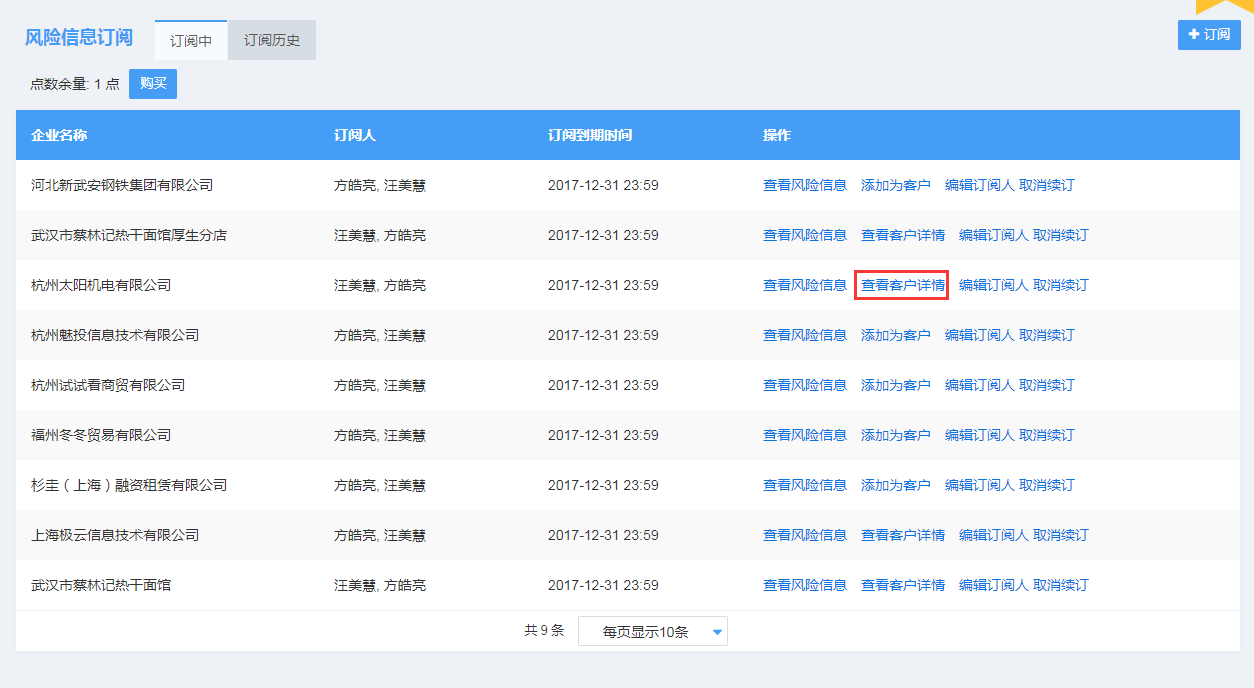 风险信息订阅 订阅中 订阅历史 订阅
点数余量: 1 点 购买
企业名称 订阅人 订阅到期时间 操作
河北新武安钢铁集团有限公司 方皓亮, 汪美慧 2017-12-31 23:59 查看风险信息 添加为客户 编辑订阅人 取消续订
武汉市蔡林记热干面馆厚生分店 汪美慧, 方皓亮 2017-12-31 23:59 查看风险信息 查看客户详情 编辑订阅人 取消续订
杭州太阳机电有限公司 汪美慧, 方皓亮 2017-12-31 23:59 查看风险信息 查看客户详情 编辑订阅人 取消续订
杭州魅投信息技术有限公司 方皓亮, 汪美慧 2017-12-31 23:59 查看风险信息 添加为客户 编辑订阅人 取消续订
杭州试试看商贸有限公司 方皓亮, 汪美慧 2017-12-31 23:59 查看风险信息 添加为客户 编辑订阅人 取消续订
福州冬冬贸易有限公司 方皓亮, 汪美慧 2017-12-31 23:59 查看风险信息 添加为客户 编辑订阅人 取消续订
杉圭（上海）融资租赁有限公司 方皓亮, 汪美慧 2017-12-31 23:59 查看风险信息 添加为客户 编辑订阅人 取消续订
上海极云信息技术有限公司 方皓亮, 汪美慧 2017-12-31 23:59 查看风险信息 查看客户详情 编辑订阅人 取消续订
武汉市蔡林记热干面馆 汪美慧, 方皓亮 2017-12-31 23:59 查看风险信息 查看客户详情 编辑订阅人 取消续订
共 9 条 每页显示10条